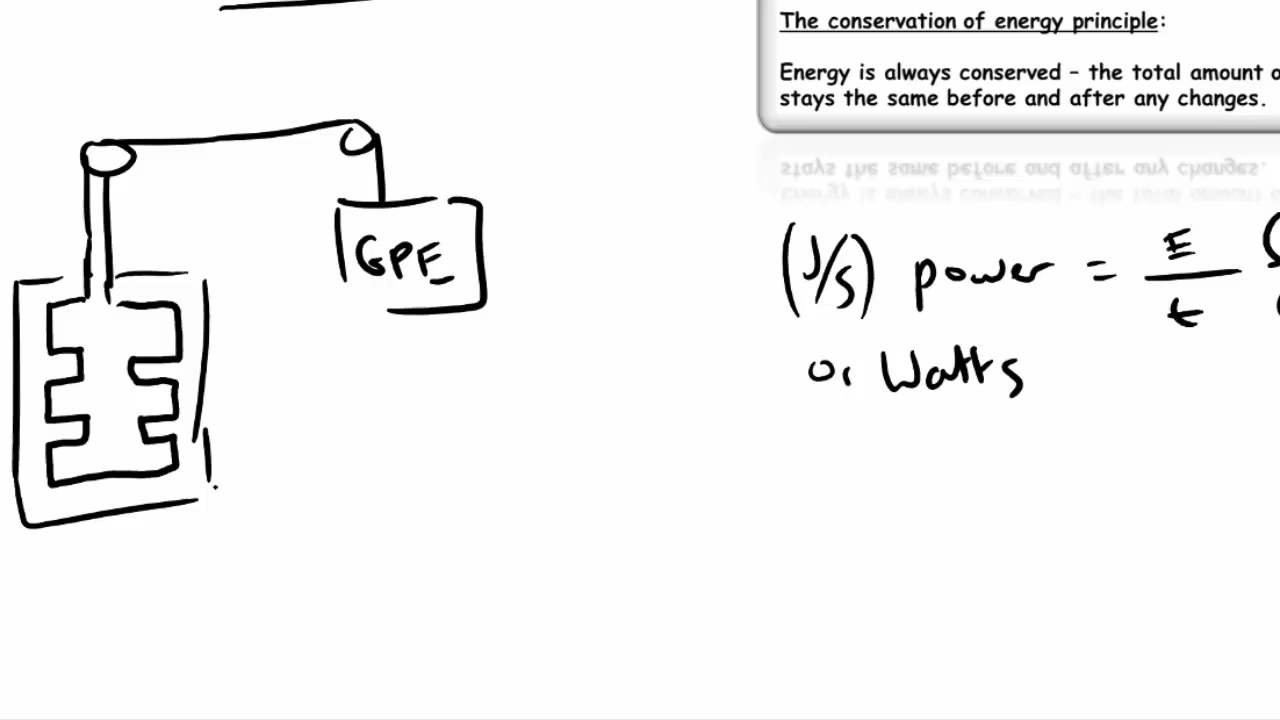 The conservation of energy principle:
Energy is always conserved – the total amount
stays the same before and after any changes.
GPE
(J/s) power = E
t
or Watts